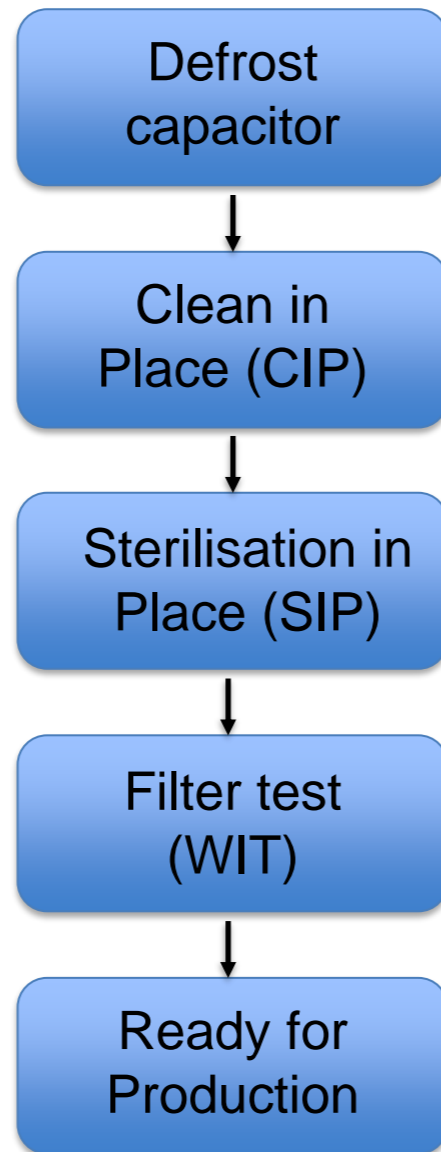 Defrost
capacitor
Clean in
Place (CIP)
Sterilisation in
Place (SIP)
Filter test
(WIT)
Ready for
Production